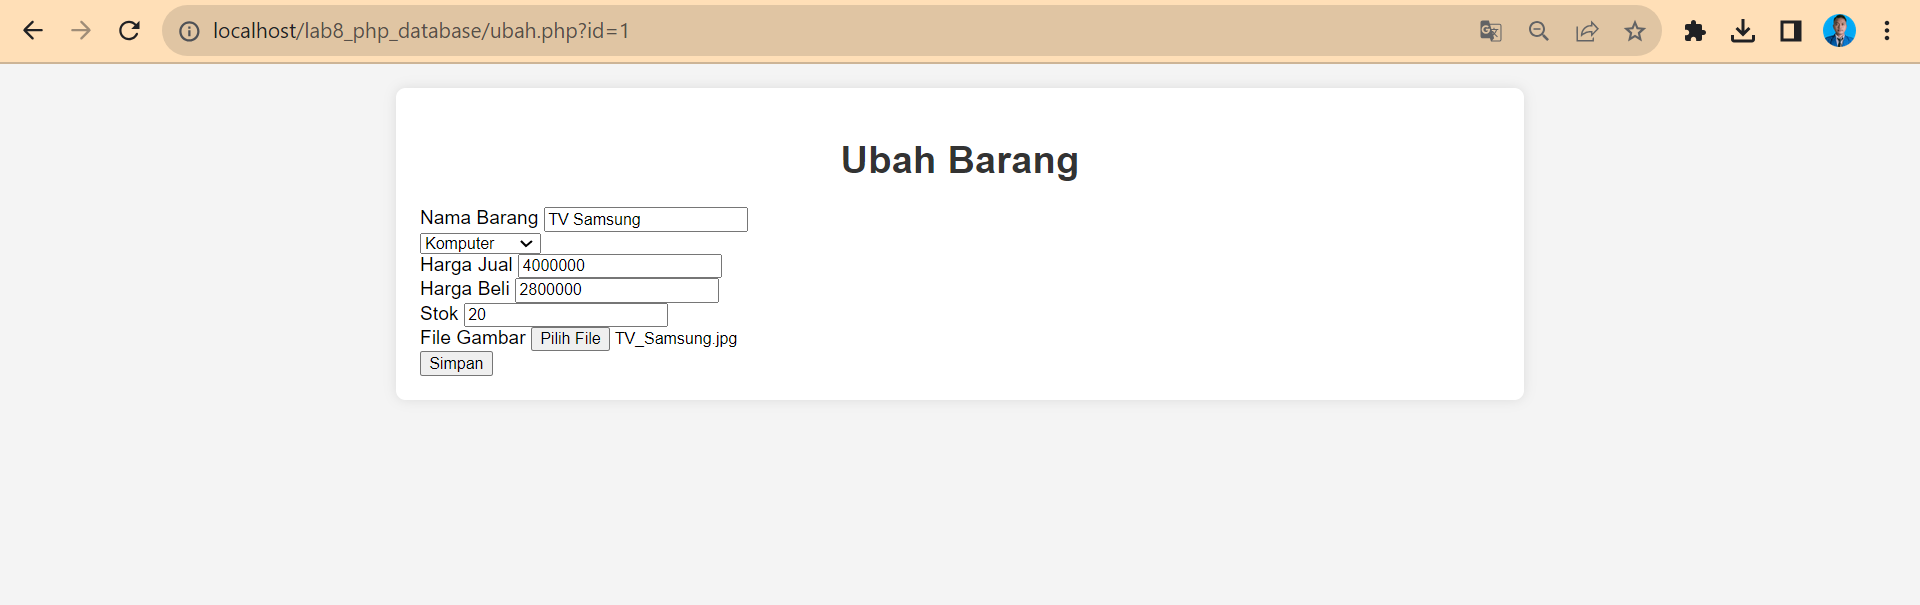 localhost/lab8_php_database/ubah.php?id=1
Ubah Barang
Nama Barang TV Samsung
Komputer
Harga Jual 4000000
Harga Beli 2800000
Stok 20
File Gambar Pilih File TV_Samsung.jpg
Simpan